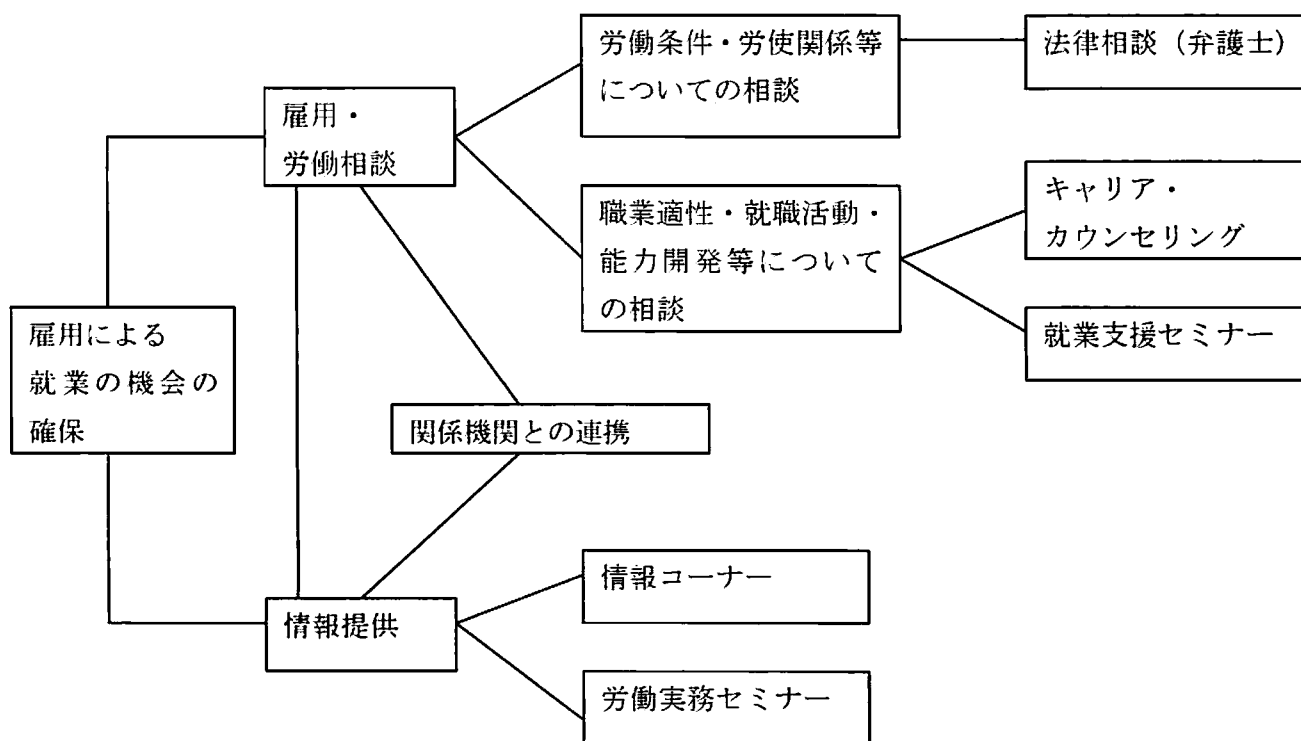 労働条件・労使関係等
についての相談
法律相談（弁護士）
雇用・
労働相談
職業適性・就職活動・
能力開発等について
の相談
キャリア・
カウンセリング
就業支援セミナー
雇用による
就業の機会の
確保
関係機関との連携
情報コーナー
情報提供
労働実務セミナー